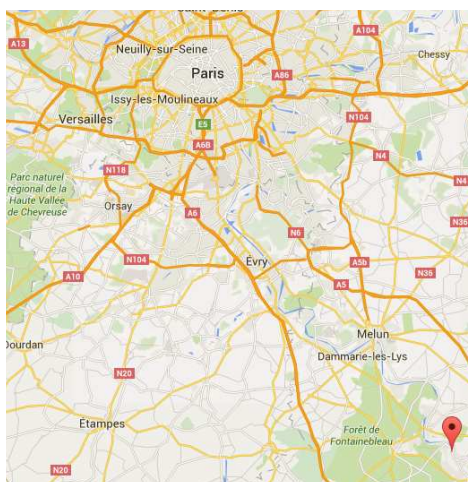 Saint-Denis
A104
A13
Neuilly-sur-Seine
Chessy
Paris
A86
Issy-les-Moulineaux
N104
Versailles
E5
A6B
N4
N118
N4
Parc naturel
régional de la
Haute Vallée
de Chevreuse
Orsay
A6
N36
N6
N104
Évry
A5b
A10
N36
A5
Melun
Dourdan
Dammarie-les-Lys
N20
Étampes
Forêt de
Fontainebleau
N20